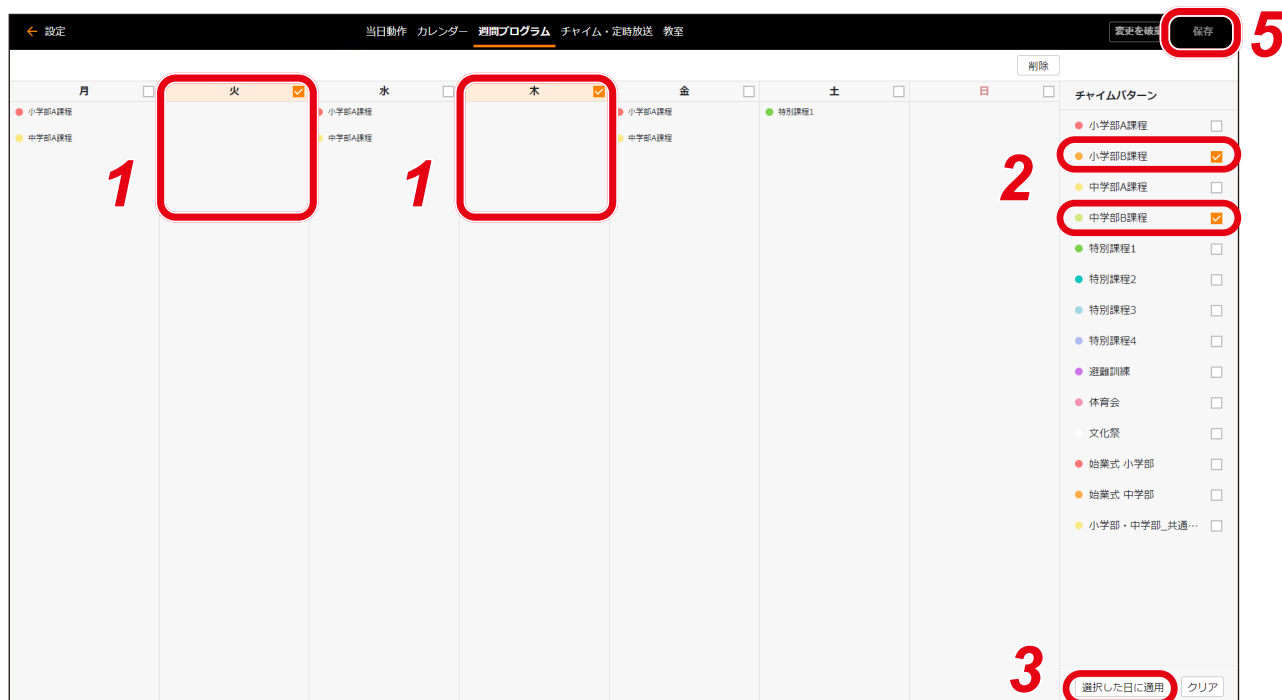 設定 当日動作 カレンダー 週間プログラム チャイム・定時放送 教室 変更を破 保存 5
削除
月 火 水 木 金 土 日 チャイムパターン
小学部A課程 小学部A課程 小学部A課程 特別課程1 小学部A課程
中学部A課程 中学部A課程 中学部A課程 2 小学部B課程
1 1 中学部A課程
中学部B課程
特別課程1
特別課程2
特別課程3
特別課程4
避難訓練
体育会
文化祭
始業式 小学部
始業式 中学部
小学部・中学部_共通…
3 選択した日に適用 クリア